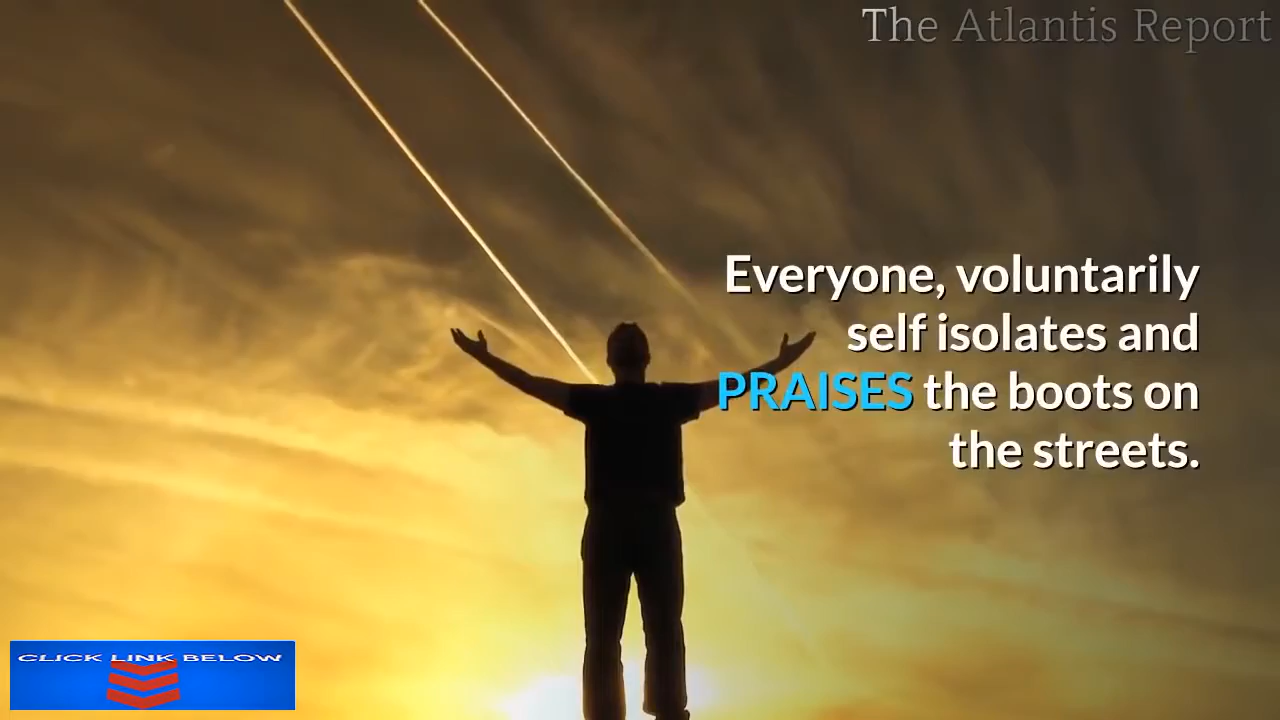 The Atlantis Report
Everyone, voluntarily
self isolates and
PRAISES the boots on
the streets.
CLICK LINK BELOW